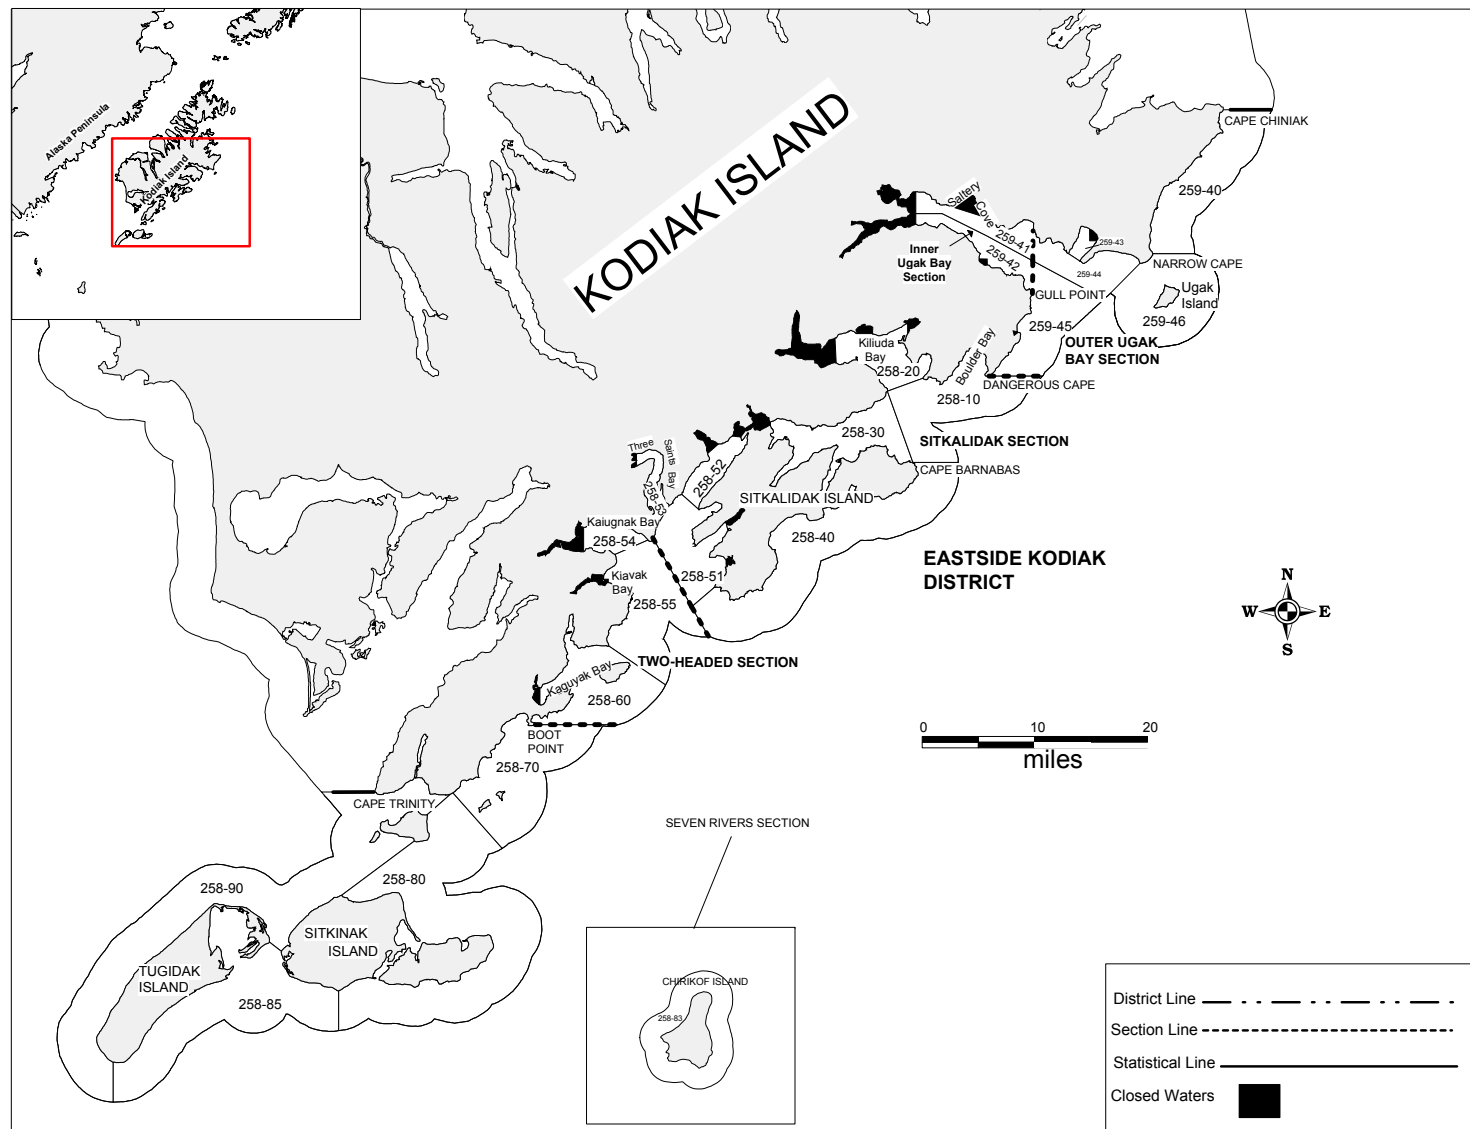 Alaska Peninsula
Kodiak Island
KODIAK ISLAND
CAPE CHINIAK
259-40
Saltery
Cove
259-41
259-43
Inner
Ugak Bay
Section
259-42
259-44
NARROW CAPE
GULL POINT
Ugak
Island
259-45
259-46
OUTER UGAK
BAY SECTION
Kiliuda
Bay
258-20
Boulder Bay
DANGEROUS CAPE
258-10
258-30
SITKALIDAK SECTION
CAPE BARNABAS
Three
Saints Bay
258-52
258-53
SITKALIDAK ISLAND
Kaiugnak Bay
258-54
258-40
EASTSIDE KODIAK
DISTRICT
Kiavak
Bay
258-51
258-55
N
W
E
S
TWO-HEADED SECTION
Kaguyak Bay
258-60
BOOT
POINT
258-70
0 10 20
miles
CAPE TRINITY
SEVEN RIVERS SECTION
258-90
258-80
SITKINAK
ISLAND
TUGIDAK
ISLAND
258-85
CHIRIKOF ISLAND
258-83
District Line
Section Line
Statistical Line
Closed Waters